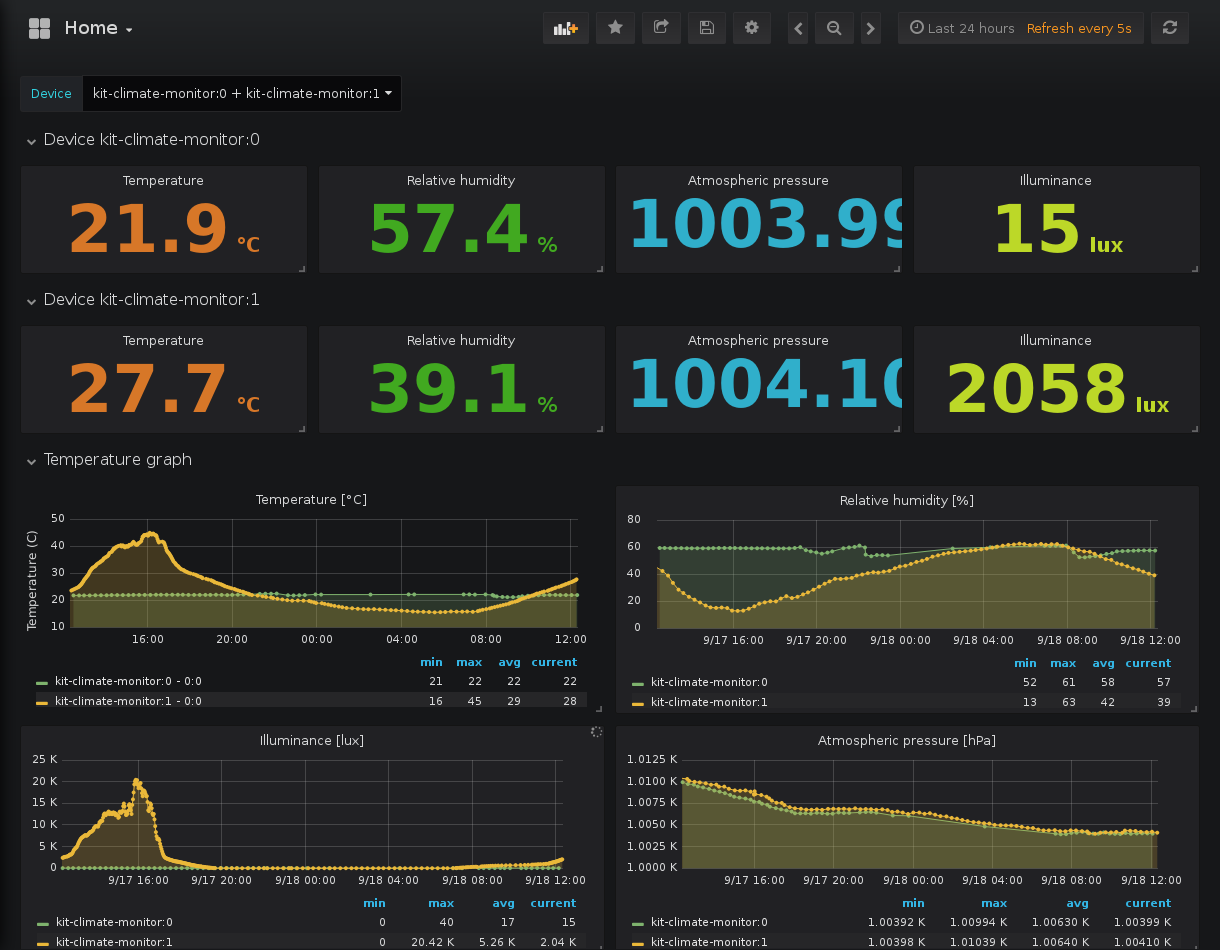 Home
Last 24 hours Refresh every 5s
Device kit-climate-monitor:0 + kit-climate-monitor:1
Device kit-climate-monitor:0
Temperature Relative humidity Atmospheric pressure Illuminance
21.9 °C 57.4 % 1003.99 15 lux
Device kit-climate-monitor:1
Temperature Relative humidity Atmospheric pressure Illuminance
27.7 °C 39.1 % 1004.10 2058 lux
Temperature graph
Temperature [°C]
Temperature (C)
50
40
30
20
10
16:00 20:00 00:00 04:00 08:00 12:00
min max avg current
kit-climate-monitor:0 - 0:0 21 22 22 22
kit-climate-monitor:1 - 0:0 16 45 29 28
Relative humidity [%]
80
60
40
20
0
9/17 16:00 9/17 20:00 9/18 00:00 9/18 04:00 9/18 08:00 9/18 12:00
min max avg current
kit-climate-monitor:0 52 61 58 57
kit-climate-monitor:1 13 63 42 39
Illuminance [lux]
25 K
20 K
15 K
10 K
5 K
0
9/17 16:00 9/17 20:00 9/18 00:00 9/18 04:00 9/18 08:00 9/18 12:00
min max avg current
kit-climate-monitor:0 0 40 17 15
kit-climate-monitor:1 0 20.42 K 5.26 K 2.04 K
Atmospheric pressure [hPa]
1.0125 K
1.0100 K
1.0075 K
1.0050 K
1.0025 K
1.0000 K
9/17 16:00 9/17 20:00 9/18 00:00 9/18 04:00 9/18 08:00 9/18 12:00
min max avg current
kit-climate-monitor:0 1.00392 K 1.00994 K 1.00630 K 1.00399 K
kit-climate-monitor:1 1.00398 K 1.01039 K 1.00640 K 1.00410 K